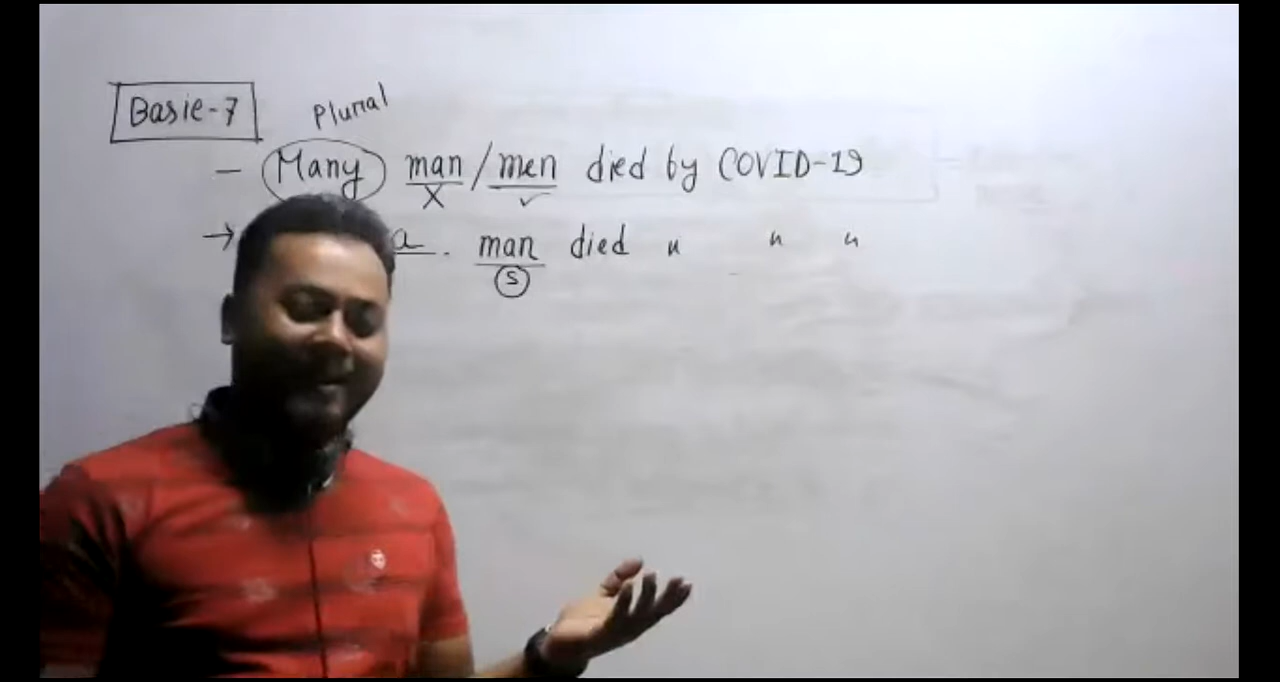 Basic-7
Plural
- Many man / men died by COVID-19
X ✓
→ a man died " " "
S